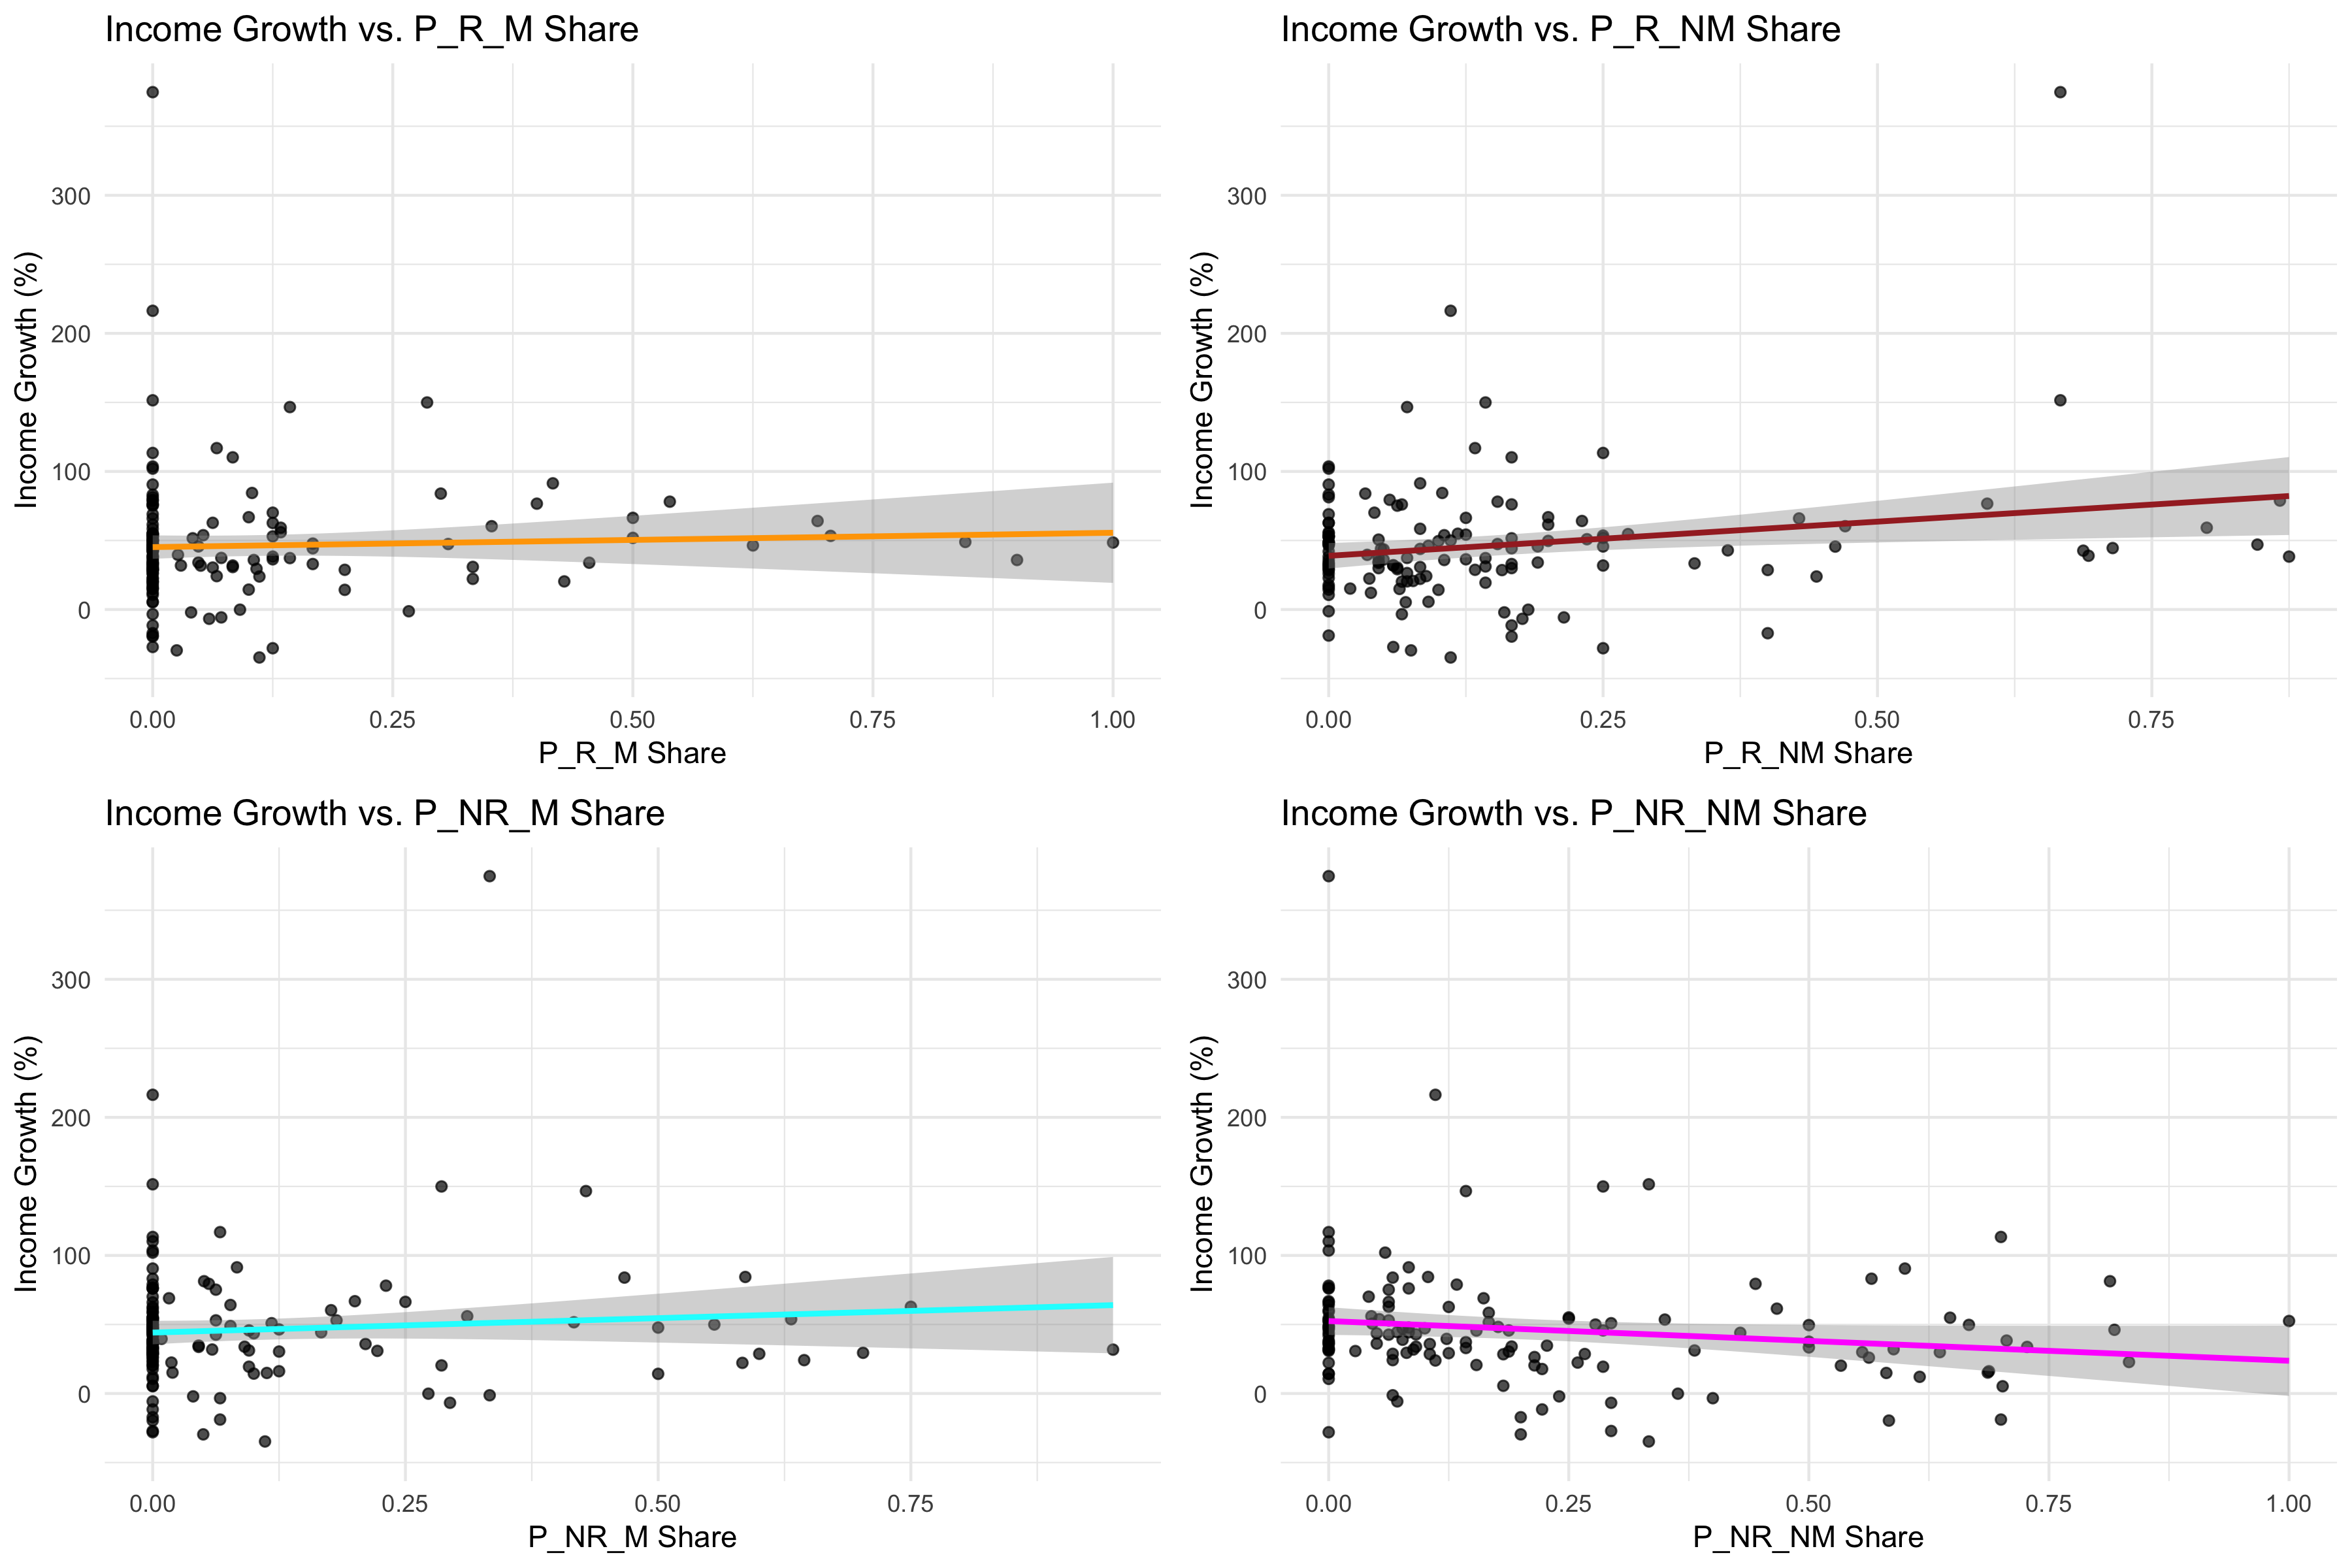 Income Growth vs. P_R_M Share
Income Growth (%)
300
200
100
0
0.00 0.25 0.50 0.75 1.00
P_R_M Share
Income Growth vs. P_R_NM Share
Income Growth (%)
300
200
100
0
0.00 0.25 0.50 0.75
P_R_NM Share
Income Growth vs. P_NR_M Share
Income Growth (%)
300
200
100
0
0.00 0.25 0.50 0.75
P_NR_M Share
Income Growth vs. P_NR_NM Share
Income Growth (%)
300
200
100
0
0.00 0.25 0.50 0.75 1.00
P_NR_NM Share